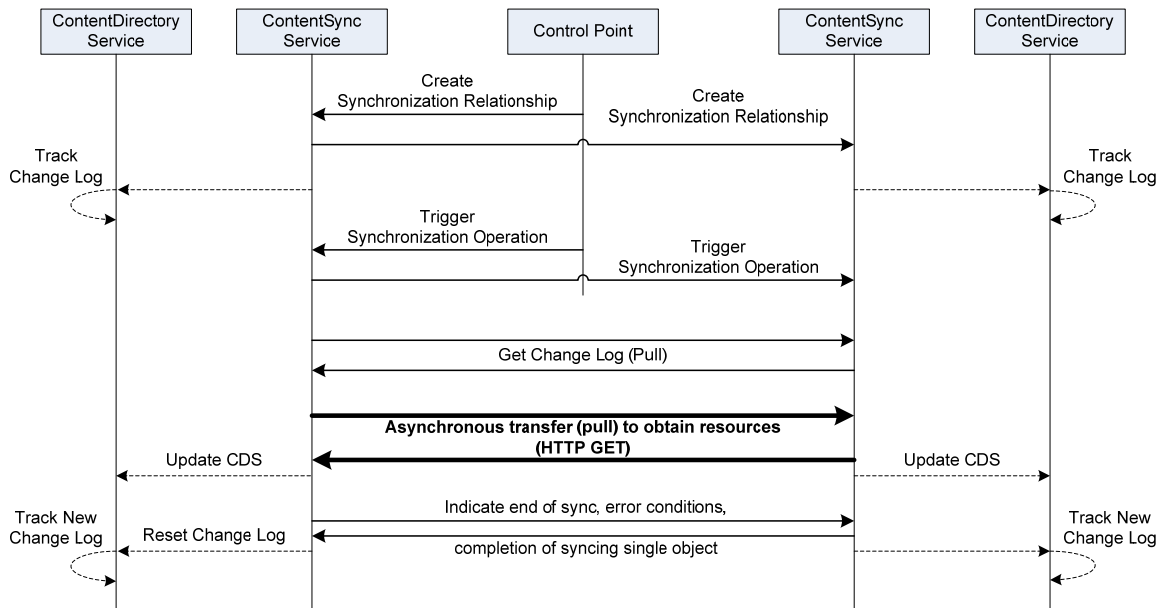 ContentDirectory
Service
ContentSync
Service
Control Point
ContentSync
Service
ContentDirectory
Service
Create
Synchronization Relationship
Create
Synchronization Relationship
Track
Change Log
Track
Change Log
Trigger
Synchronization Operation
Trigger
Synchronization Operation
Get Change Log (Pull)
Asynchronous transfer (pull) to obtain resources
(HTTP GET)
Update CDS
Update CDS
Indicate end of sync, error conditions,
Track New
Change Log
Reset Change Log
completion of syncing single object
Track New
Change Log